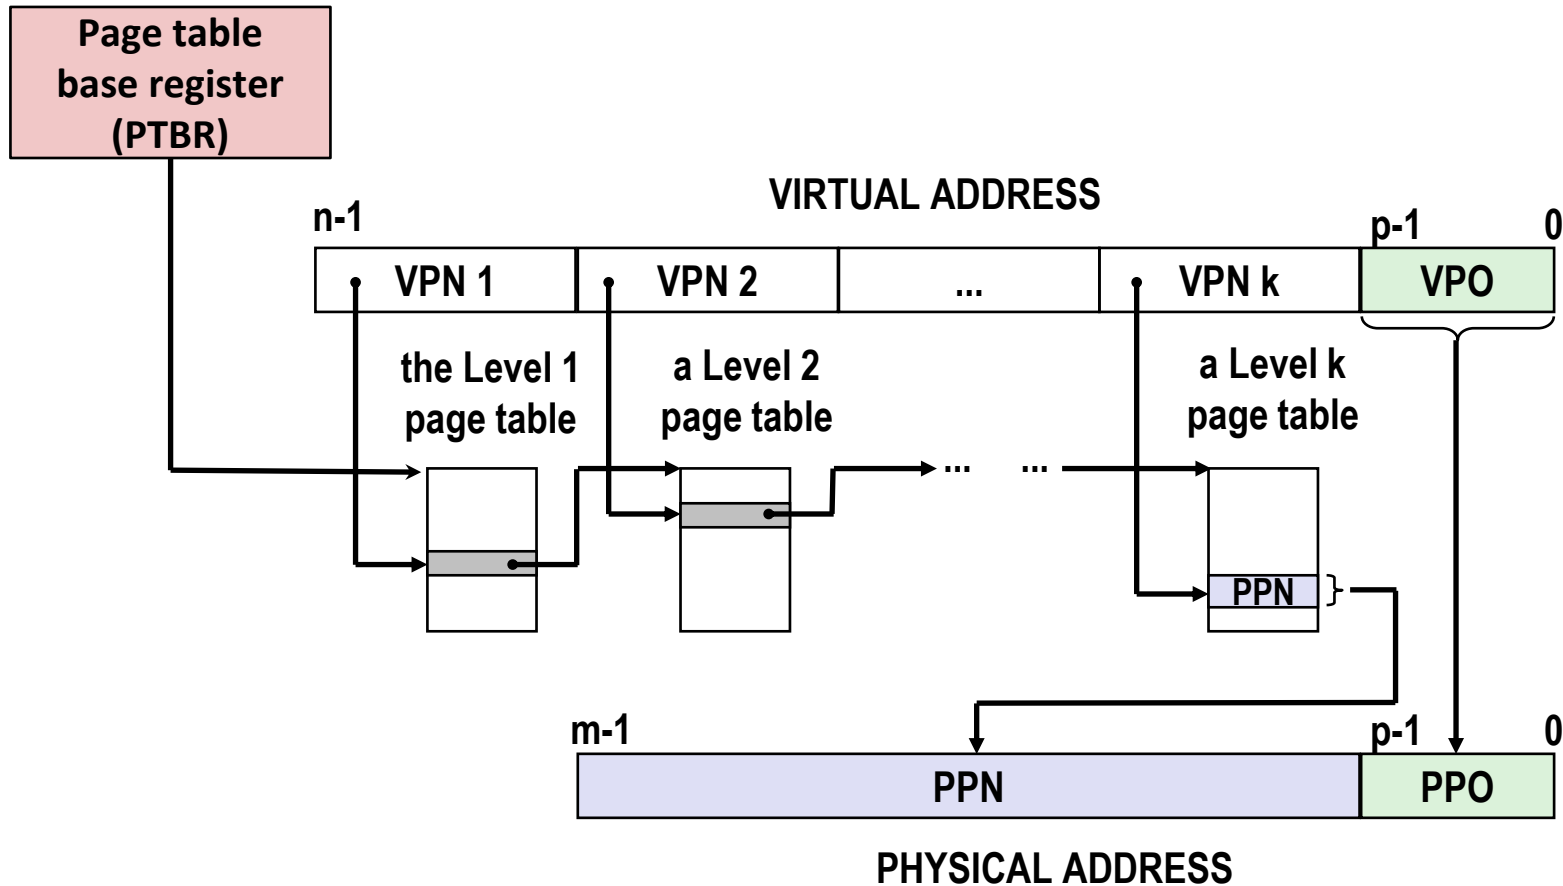 Page table
base register
(PTBR)
VIRTUAL ADDRESS
n-1
p-1
0
VPN 1
VPN 2
...
VPN k
VPO
the Level 1
page table
a Level 2
page table
a Level k
page table
...
...
PPN
m-1
p-1
0
PPN
PPO
PHYSICAL ADDRESS